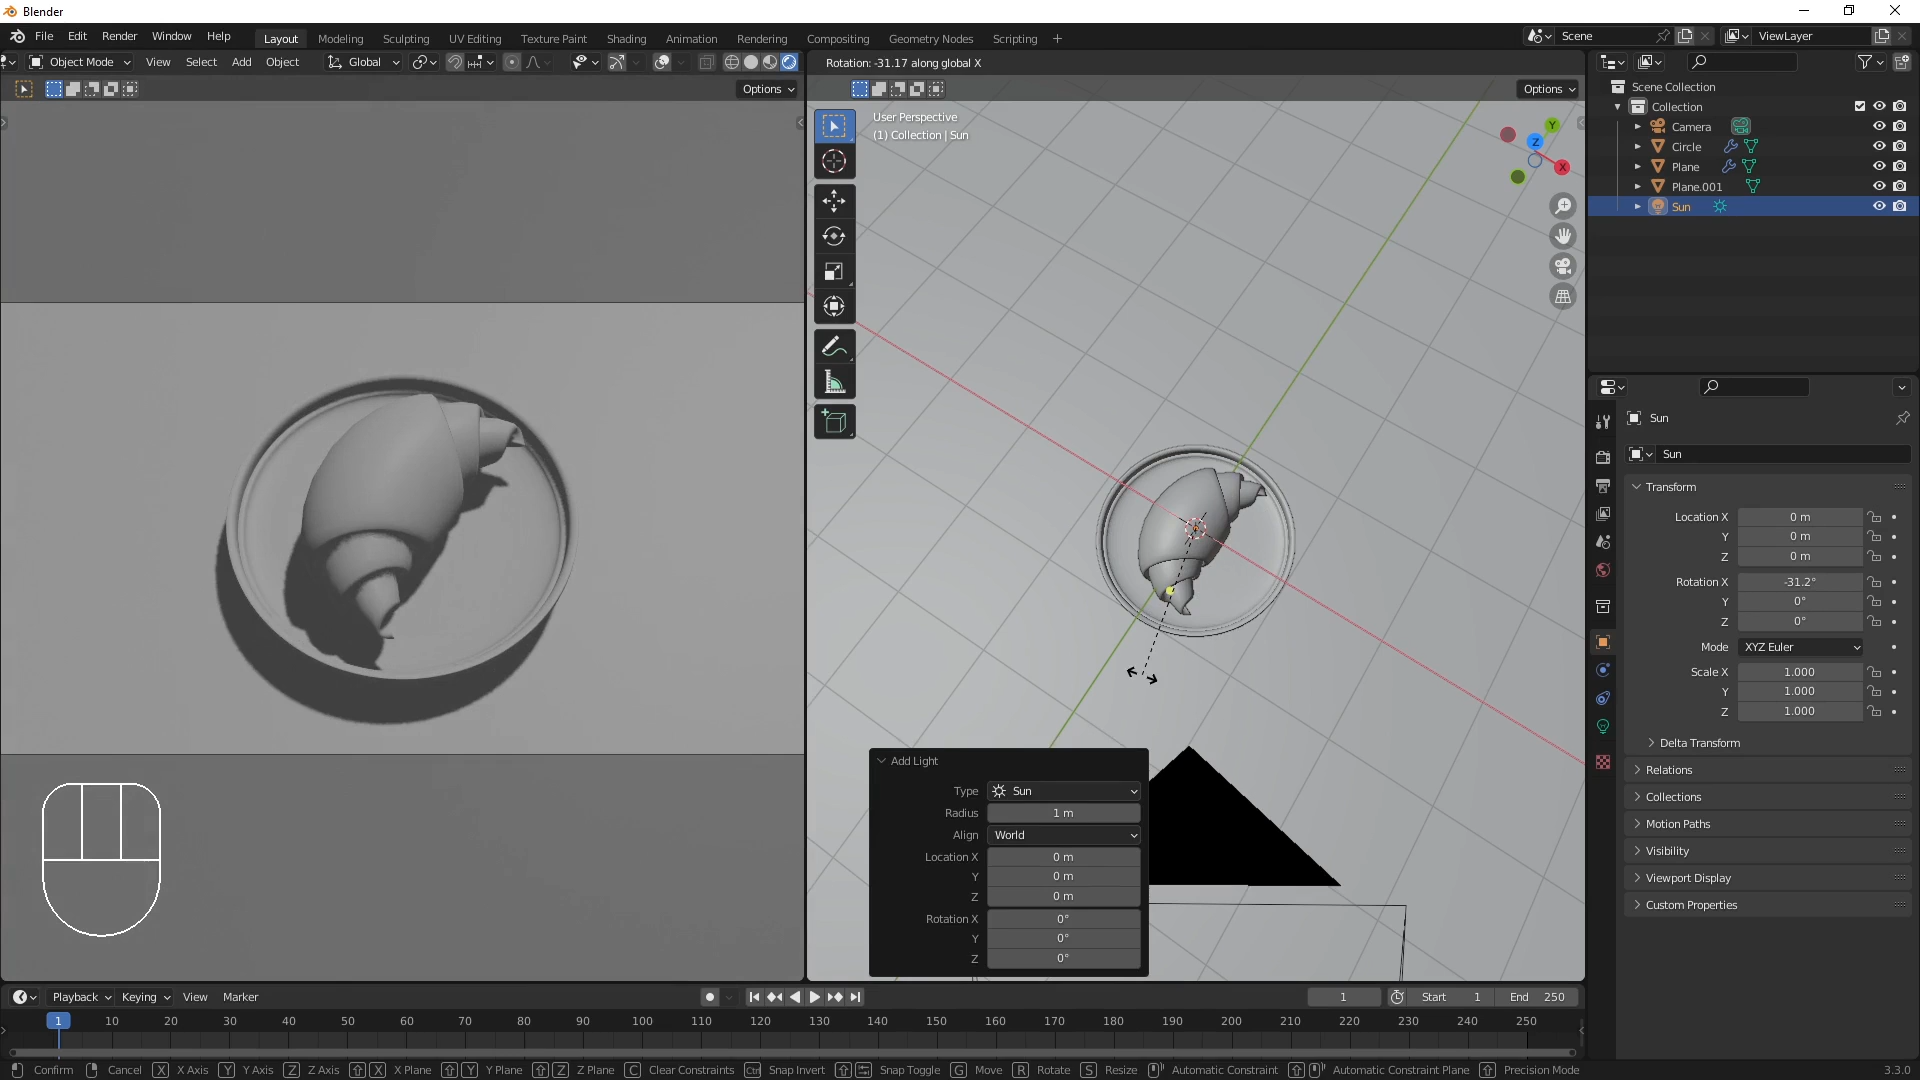 Blender
File Edit Render Window Help
Layout Modeling Sculpting UV Editing Texture Paint Shading Animation Rendering Compositing Geometry Nodes Scripting +
Scene
ViewLayer
Object Mode View Select Add Object Global
Rotation: -31.17 along global X
Options
Options
User Perspective
(1) Collection | Sun
Y
Z
X
Scene Collection
Collection
Camera
Circle
Plane
Plane.001
Sun
Sun
Sun
Transform
Location X 0 m
Y 0 m
Z 0 m
Rotation X -31.2°
Y 0°
Z 0°
Mode XYZ Euler
Scale X 1.000
Y 1.000
Z 1.000
Delta Transform
Relations
Collections
Motion Paths
Visibility
Viewport Display
Custom Properties
Add Light
Type Sun
Radius 1 m
Align World
Location X 0 m
Y 0 m
Z 0 m
Rotation X 0°
Y 0°
Z 0°
Playback Keying View Marker
1 Start 1 End 250
1 10 20 30 40 50 60 70 80 90 100 110 120 130 140 150 160 170 180 190 200 210 220 230 240 250
Confirm Cancel X X Axis Y Y Axis Z Z Axis X X Plane Y Y Plane Z Z Plane C Clear Constraints Ctrl Snap Invert Snap Toggle G Move R Rotate S Resize Automatic Constraint Automatic Constraint Plane Precision Mode 3.3.0